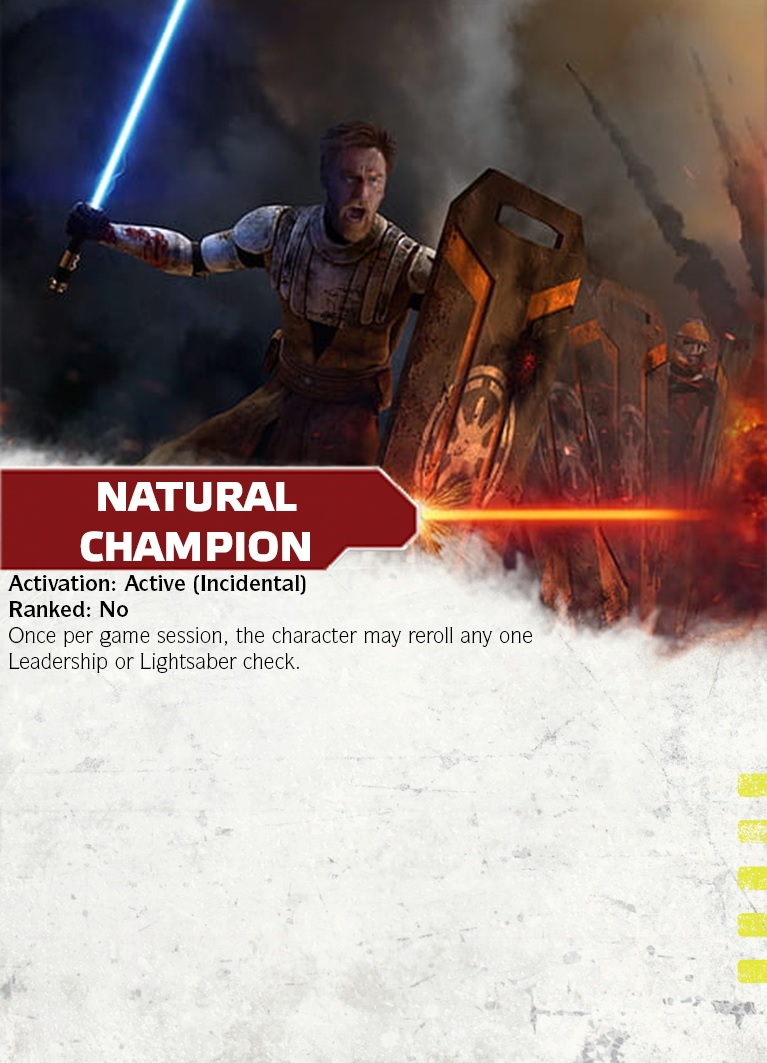 NATURAL
CHAMPION
Activation: Active (Incidental)
Ranked: No
Once per game session, the character may reroll any one
Leadership or Lightsaber check.